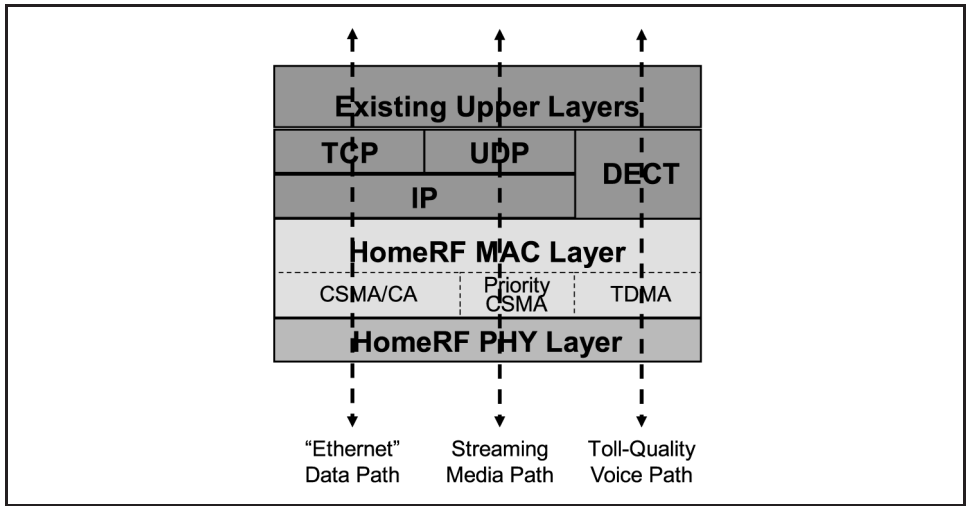 Existing Upper Layers
TCP
UDP
DECT
IP
HomeRF MAC Layer
CSMA/CA
Priority
CSMA
TDMA
HomeRF PHY Layer
“Ethernet”
Data Path
Streaming
Media Path
Toll-Quality
Voice Path